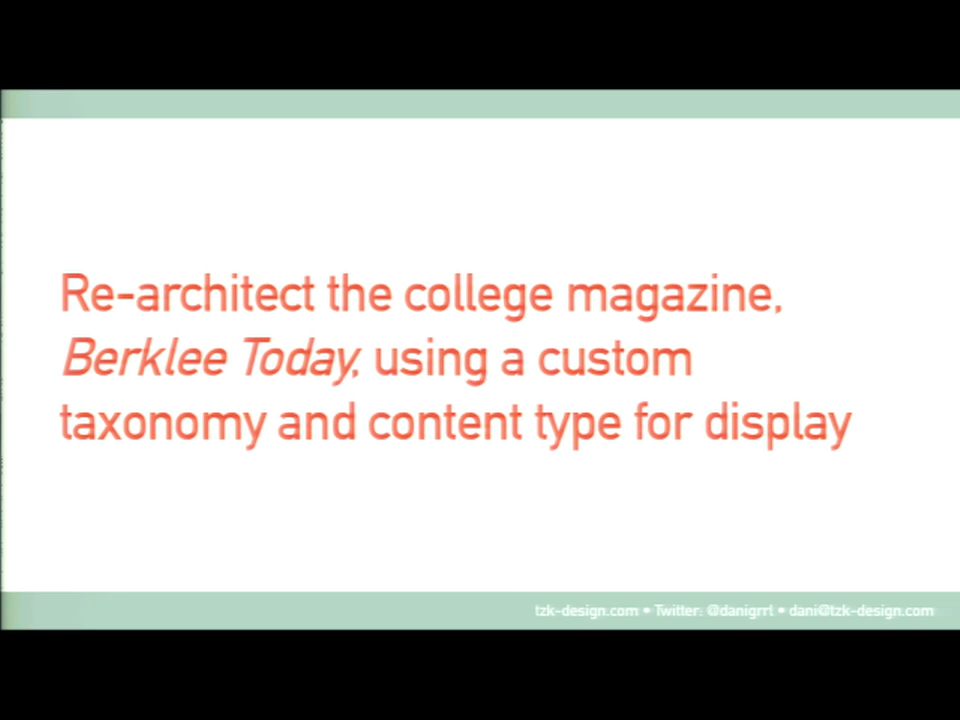 Re-architect the college magazine,
Berklee Today, using a custom
taxonomy and content type for display
tzk-design.com • Twitter: @danigrrl • dani@tzk-design.com